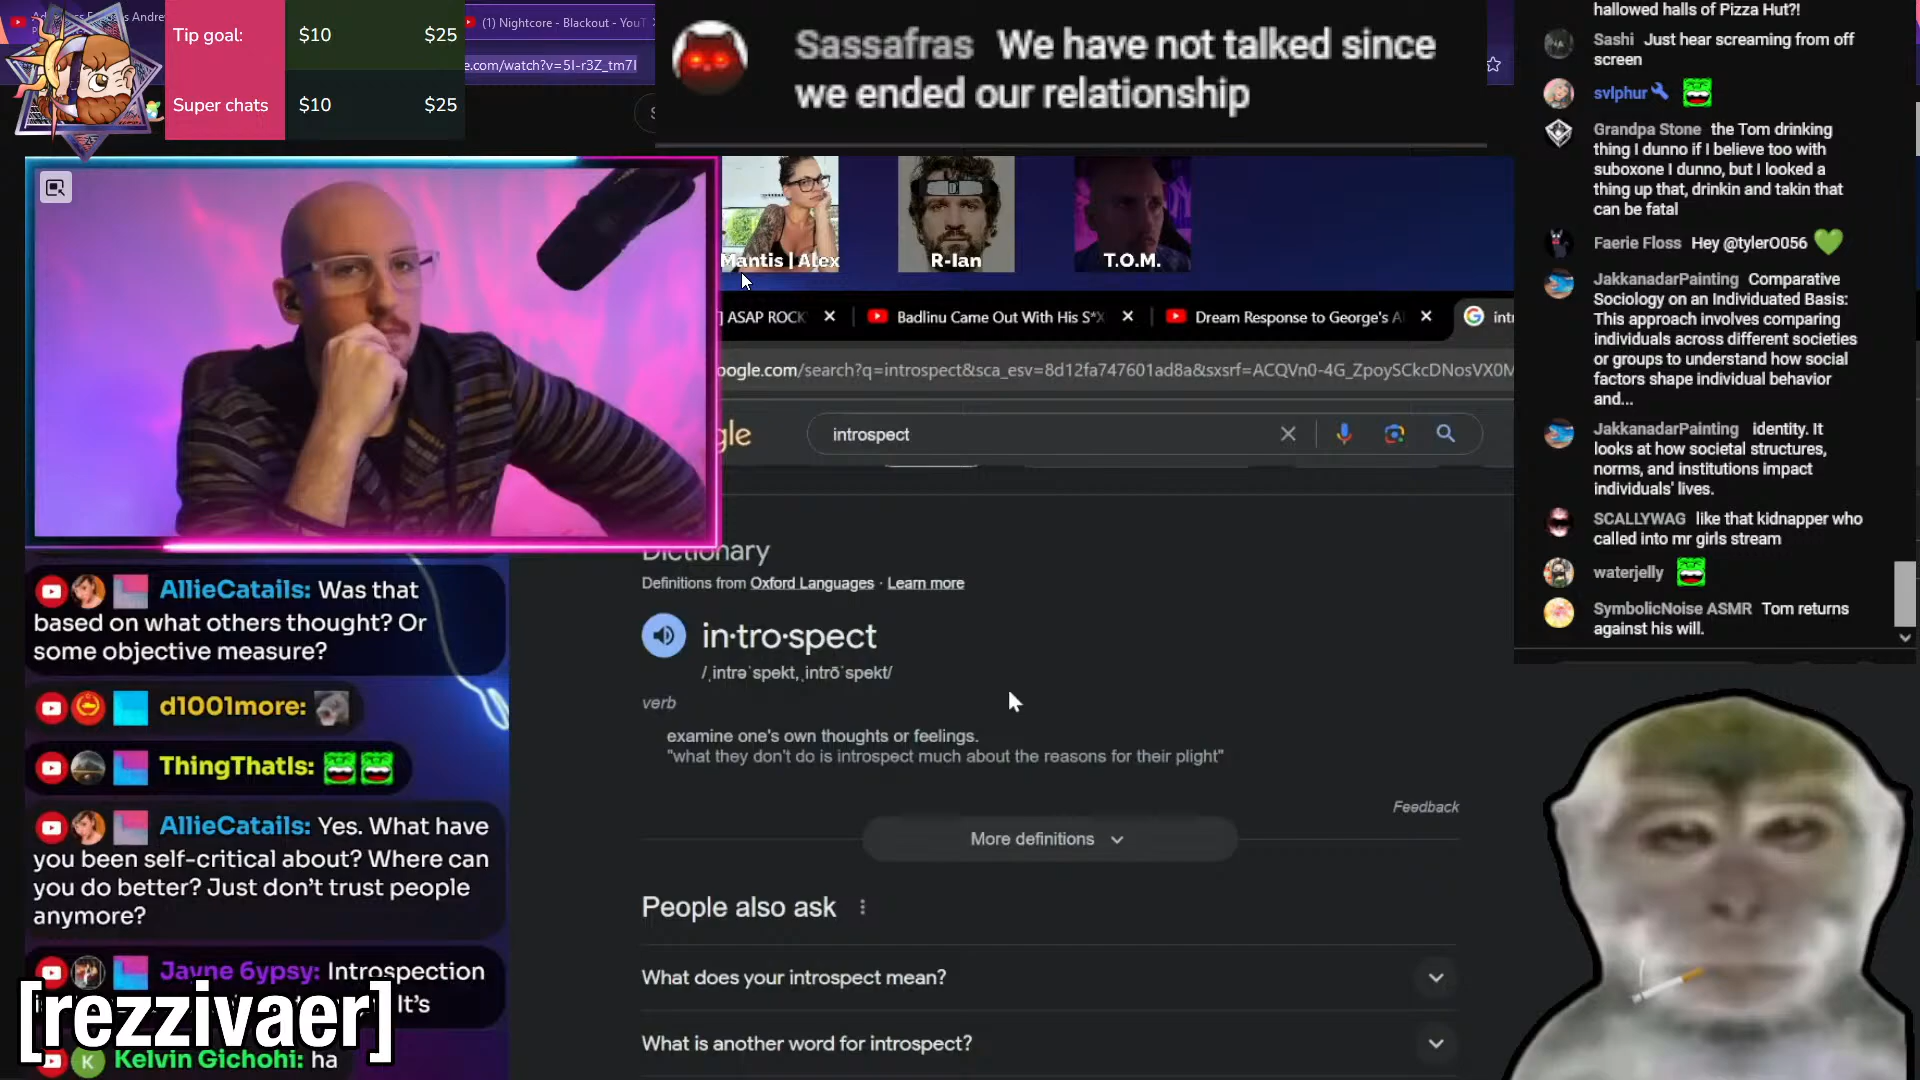 Tip goal: $10 $25
Super chats $10 $25
(1) Nightcore - Blackout - YouT
e.com/watch?v=5I-r3Z_tm7I
Sassafras We have not talked since
we ended our relationship
Mantis | Alex
R-Ian
T.O.M.
] ASAP ROCK
Badlinu Came Out With His S*X
Dream Response to George's Al
oogle.com/search?q=introspect&sca_esv=8d12fa747601ad8a&sxsrf=ACQVn0-4G_ZpoySCkcDNosVX0M
gle
introspect
Dictionary
Definitions from Oxford Languages · Learn more
in·tro·spect
/ˌintrəˈspekt,ˌintrōˈspekt/
verb
examine one's own thoughts or feelings.
"what they don't do is introspect much about the reasons for their plight"
Feedback
More definitions
People also ask
What does your introspect mean?
What is another word for introspect?
AllieCatails: Was that
based on what others thought? Or
some objective measure?
d1001more:
ThingThatIs:
AllieCatails: Yes. What have
you been self-critical about? Where can
you do better? Just don't trust people
anymore?
Jayne 6ypsy: Introspection
It's
[rezzivaer]
K Kelvin Gichohi: ha
hallowed halls of Pizza Hut?!
Sashi Just hear screaming from off
screen
svlphur
Grandpa Stone the Tom drinking
thing I dunno if I believe too with
suboxone I dunno, but I looked a
thing up that, drinkin and takin that
can be fatal
Faerie Floss Hey @tylerO056
JakkanadarPainting Comparative
Sociology on an Individuated Basis:
This approach involves comparing
individuals across different societies
or groups to understand how social
factors shape individual behavior
and...
JakkanadarPainting identity. It
looks at how societal structures,
norms, and institutions impact
individuals' lives.
SCALLYWAG like that kidnapper who
called into mr girls stream
waterjelly
SymbolicNoise ASMR Tom returns
against his will.